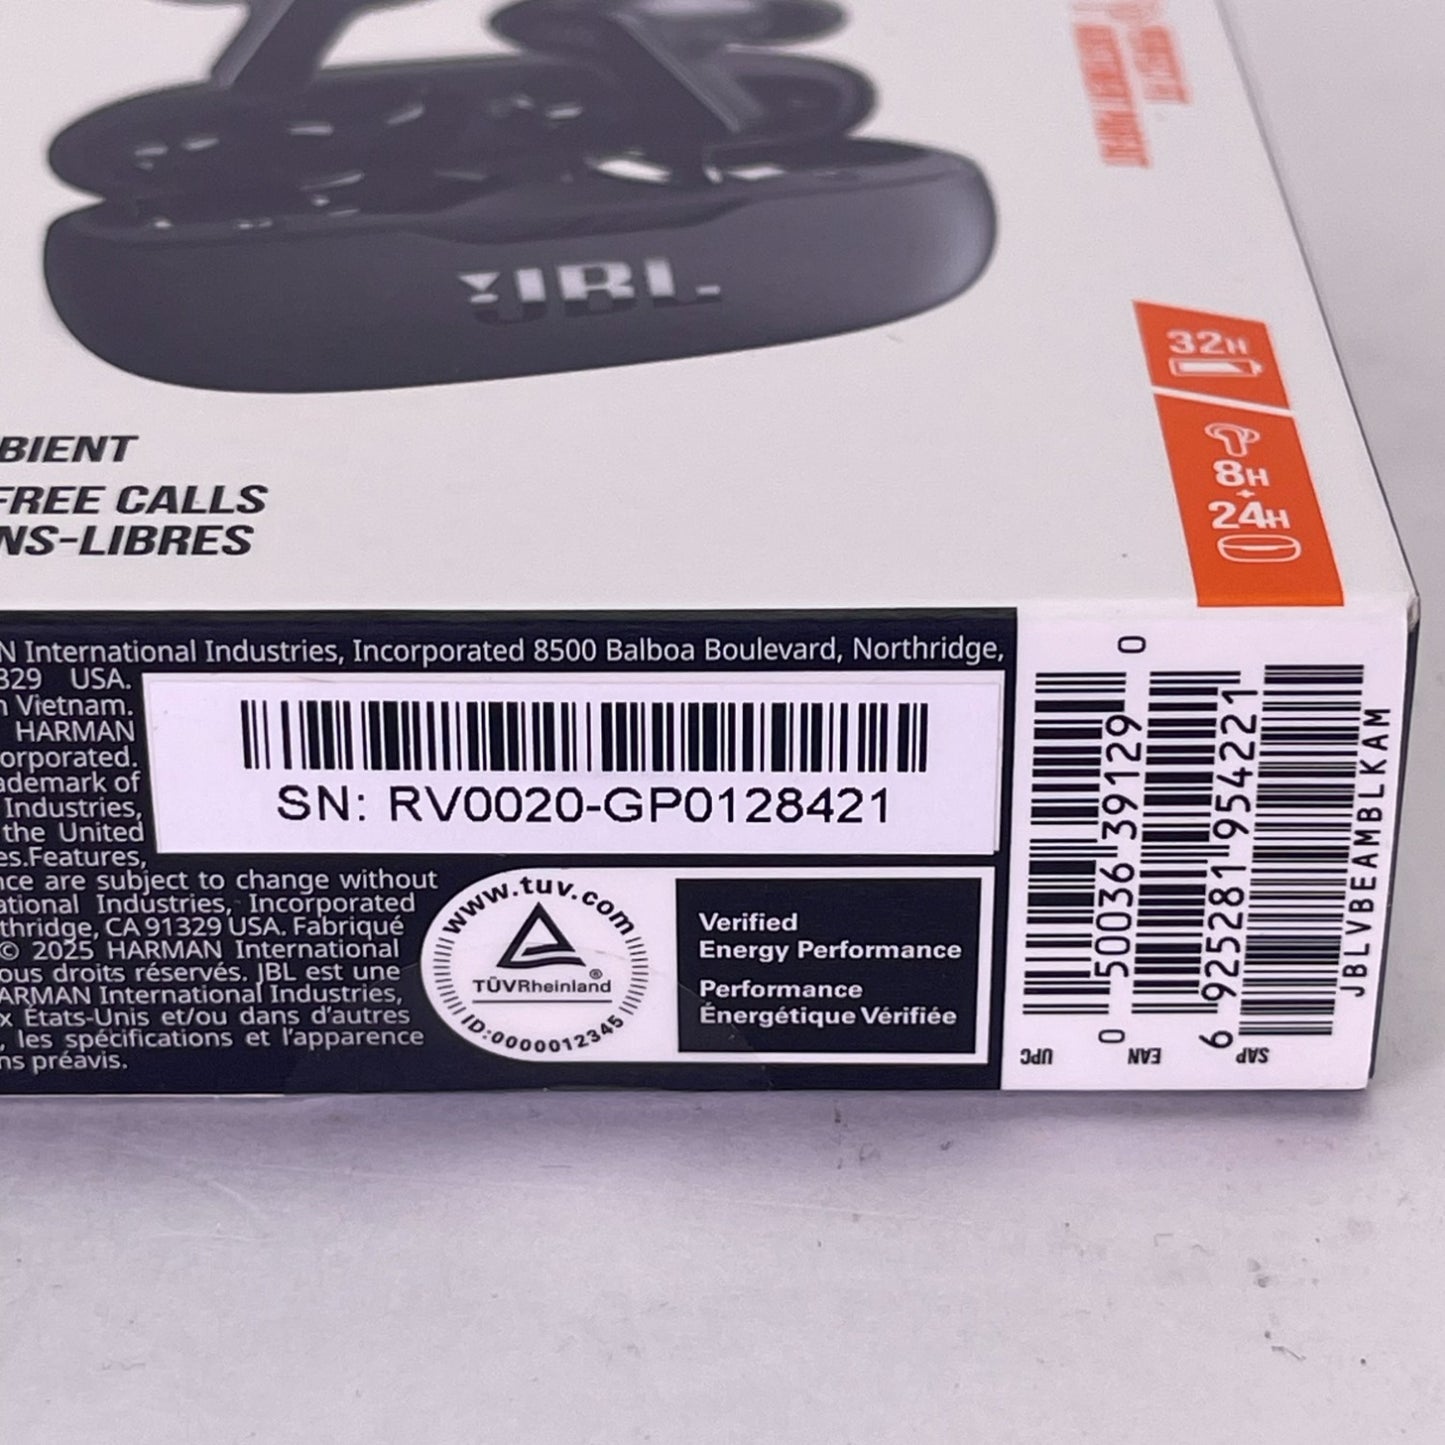 JBL
32H
8H
+
24H
BIENT
FREE CALLS
NS-LIBRES
N International Industries, Incorporated 8500 Balboa Boulevard, Northridge,
329 USA.
n Vietnam.
HARMAN
orporated.
ademark of
Industries,
the United
es.Features,
nce are subject to change without
ational Industries, Incorporated
thridge, CA 91329 USA. Fabriqué
© 2025 HARMAN International
ous droits réservés. JBL est une
ARMAN International Industries,
x États-Unis et/ou dans d'autres
, les spécifications et l'apparence
ns préavis.
SN: RV0020-GP0128421
www.tuv.com
TÜVRheinland®
ID:0000012345
Verified
Energy Performance
Performance
Énergétique Vérifiée
0 50036 39129 0
UPC
6 925281 954221
EAN
JBLVBEAMBLKAM
SAP